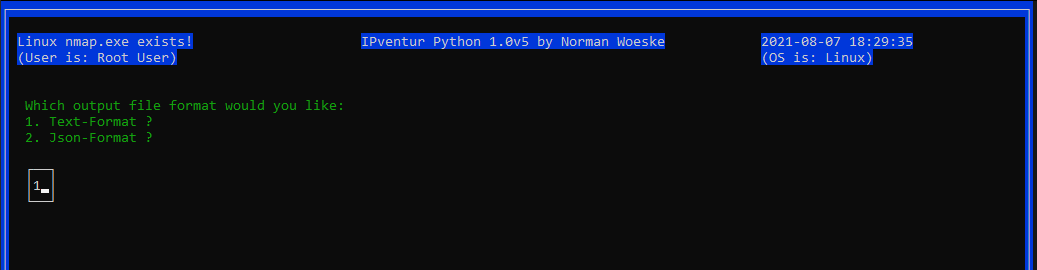 Linux nmap.exe exists! IPventur Python 1.0v5 by Norman Woeske 2021-08-07 18:29:35
(User is: Root User) (OS is: Linux)
Which output file format would you like:
1. Text-Format ?
2. Json-Format ?
1